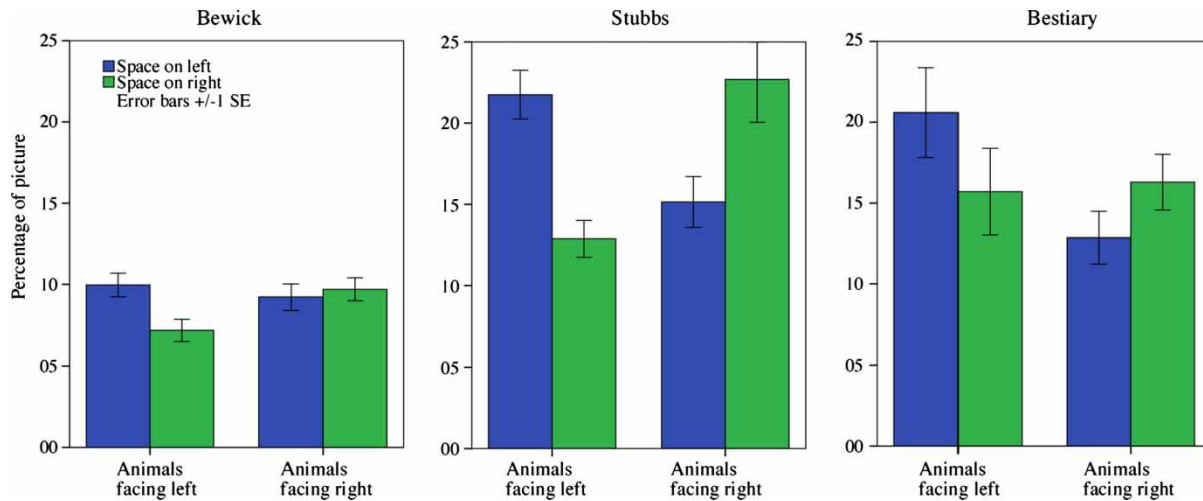 Bewick
Stubbs
Bestiary
Percentage of picture
25
20
15
10
05
00
Space on left
Space on right
Error bars +/-1 SE
Animals
facing left
Animals
facing right
25
20
15
10
05
00
Animals
facing left
Animals
facing right
25
20
15
10
05
00
Animals
facing left
Animals
facing right